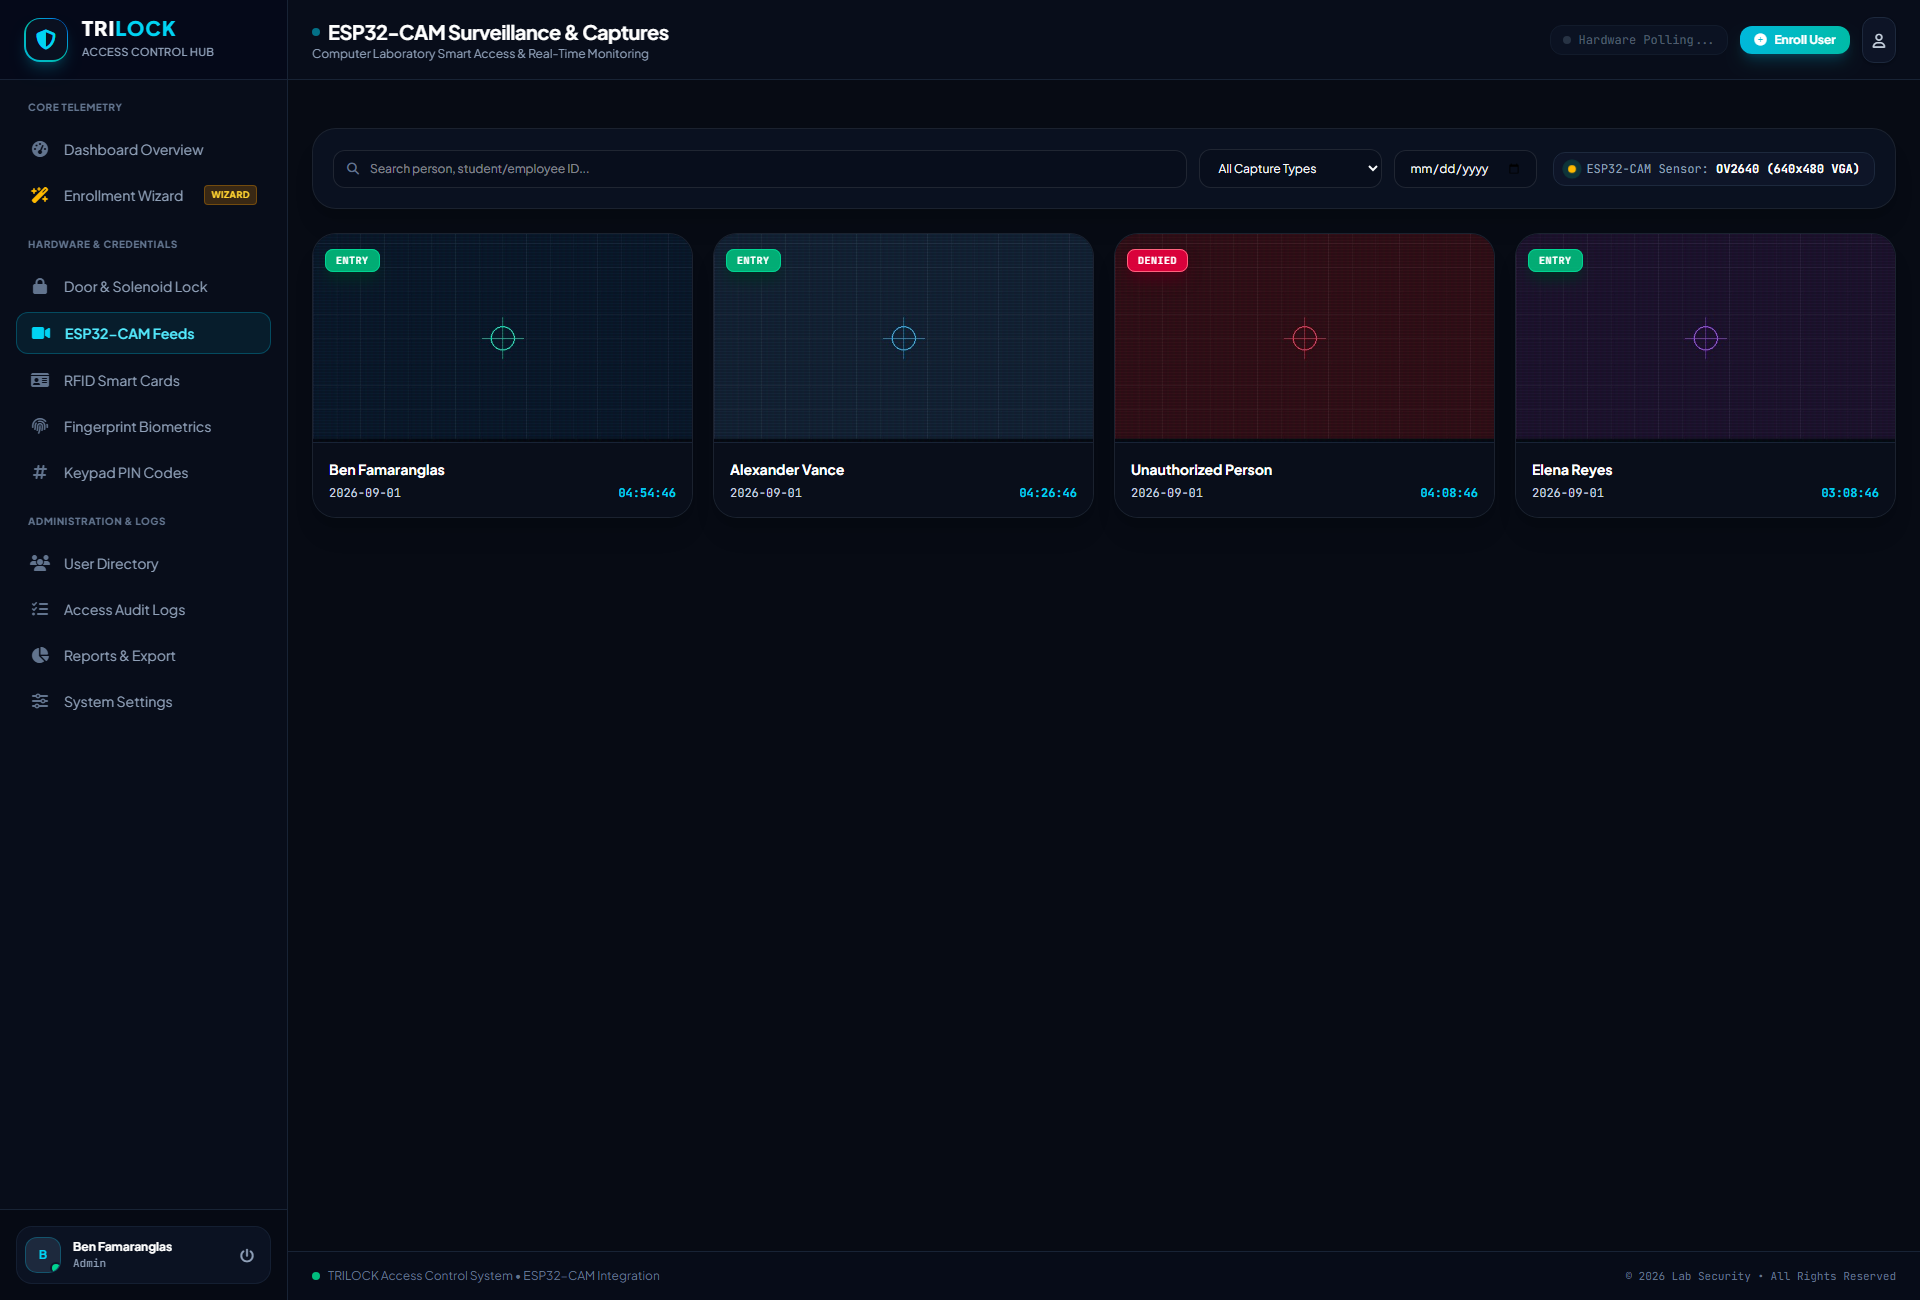 TRILOCK
ACCESS CONTROL HUB
CORE TELEMETRY
Dashboard Overview
Enrollment Wizard
WIZARD
HARDWARE & CREDENTIALS
Door & Solenoid Lock
ESP32-CAM Feeds
RFID Smart Cards
Fingerprint Biometrics
Keypad PIN Codes
ADMINISTRATION & LOGS
User Directory
Access Audit Logs
Reports & Export
System Settings
B
Ben Famaranglas
Admin
ESP32-CAM Surveillance & Captures
Computer Laboratory Smart Access & Real-Time Monitoring
Hardware Polling...
Enroll User
Search person, student/employee ID...
All Capture Types
mm/dd/yyyy
ESP32-CAM Sensor: OV2640 (640x480 VGA)
ENTRY
Ben Famaranglas
2026-09-01
04:54:46
ENTRY
Alexander Vance
2026-09-01
04:26:46
DENIED
Unauthorized Person
2026-09-01
04:08:46
ENTRY
Elena Reyes
2026-09-01
03:08:46
TRILOCK Access Control System • ESP32-CAM Integration
© 2026 Lab Security • All Rights Reserved